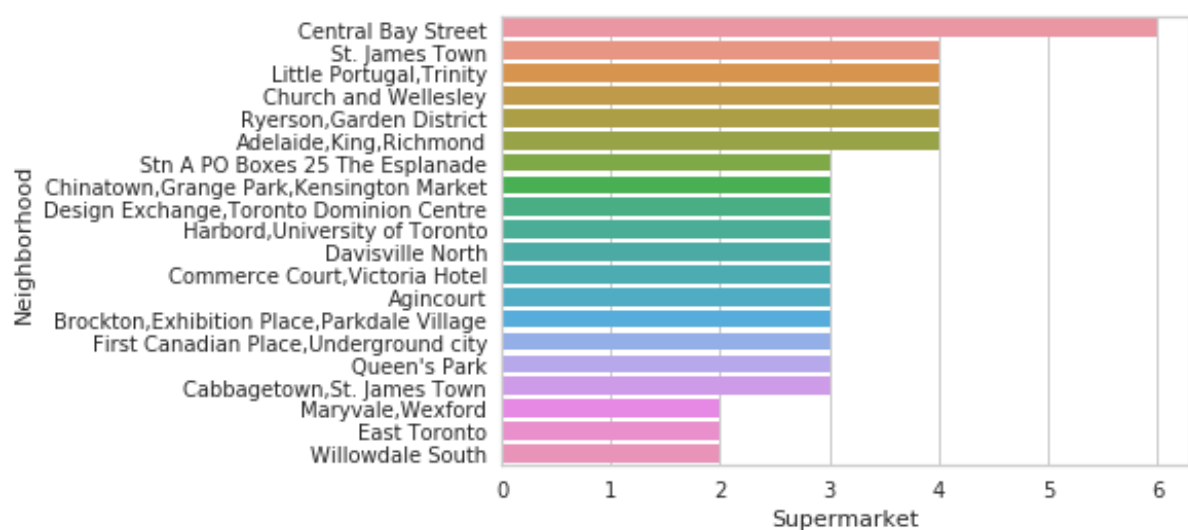 Central Bay Street
St. James Town
Little Portugal,Trinity
Church and Wellesley
Ryerson,Garden District
Adelaide,King,Richmond
Stn A PO Boxes 25 The Esplanade
Chinatown,Grange Park,Kensington Market
Design Exchange,Toronto Dominion Centre
Harbord,University of Toronto
Davisville North
Commerce Court,Victoria Hotel
Agincourt
Brockton,Exhibition Place,Parkdale Village
First Canadian Place,Underground city
Queen's Park
Cabbagetown,St. James Town
Maryvale,Wexford
East Toronto
Willowdale South
Neighborhood
0 1 2 3 4 5 6
Supermarket